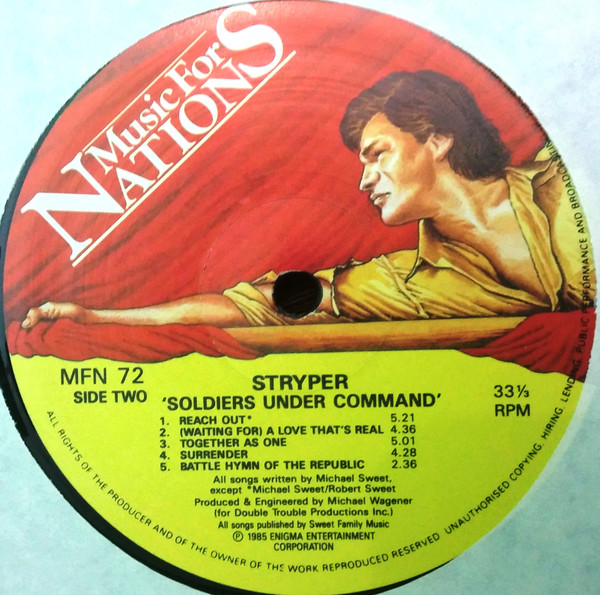 Music For
NATIONS
MFN 72
SIDE TWO
STRYPER
'SOLDIERS UNDER COMMAND'
33⅓
RPM
1. REACH OUT* 5.21
2. (WAITING FOR) A LOVE THAT'S REAL 4.36
3. TOGETHER AS ONE 5.01
4. SURRENDER 4.28
5. BATTLE HYMN OF THE REPUBLIC 2.36
All songs written by Michael Sweet,
except *Michael Sweet/Robert Sweet
Produced & Engineered by Michael Wagener
(for Double Trouble Productions Inc.)
All songs published by Sweet Family Music
Ⓟ 1985 ENIGMA ENTERTAINMENT
CORPORATION
ALL RIGHTS OF THE PRODUCER AND OF THE OWNER OF THE WORK REPRODUCED RESERVED. UNAUTHORISED COPYING, HIRING, LENDING, PUBLIC PERFORMANCE AND